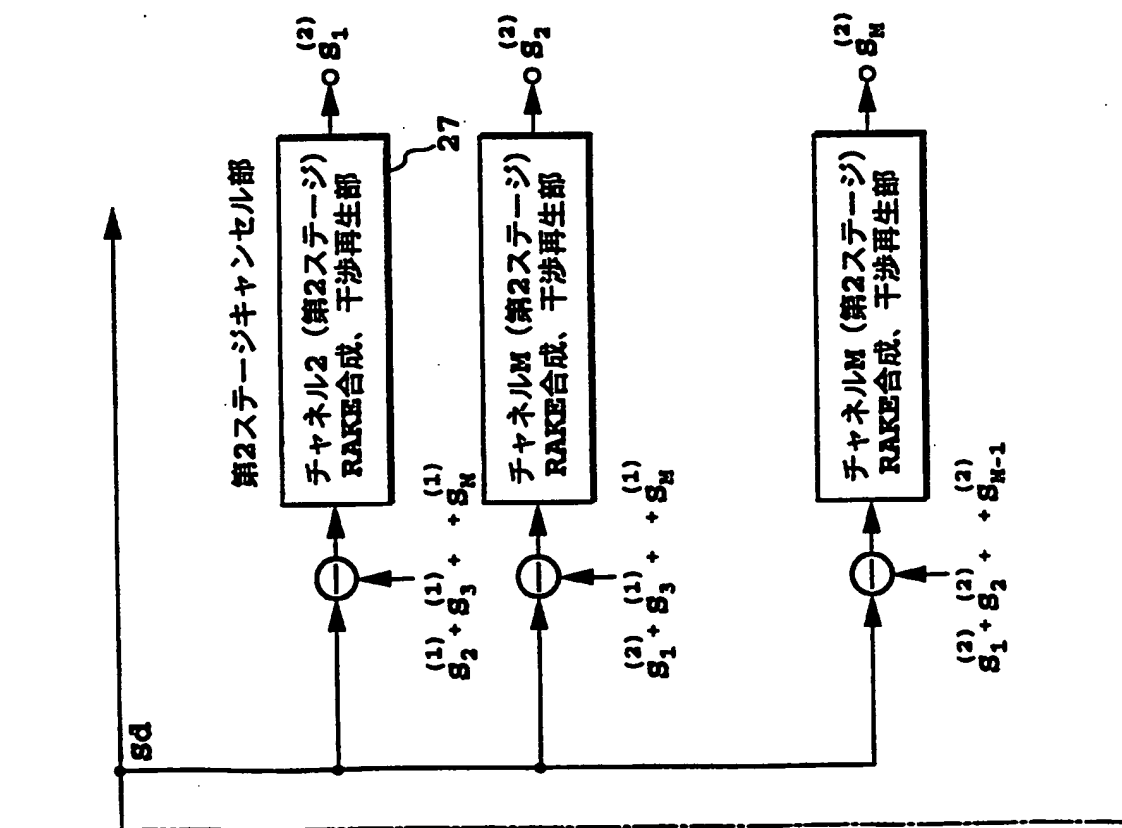 Sd
第2ステージキャンセル部
チャネル2 (第2ステージ)
RAKE合成、干渉再生部
27
S₁⁽²⁾
S₂⁽¹⁾+S₃⁽¹⁾+ +S_M⁽¹⁾
チャネルM (第2ステージ)
RAKE合成、干渉再生部
S₂⁽²⁾
S₁⁽²⁾+S₃⁽¹⁾+ +S_M⁽¹⁾
チャネルM (第2ステージ)
RAKE合成、干渉再生部
S_M⁽²⁾
S₁⁽²⁾+S₂⁽²⁾+ +S_M-1⁽²⁾